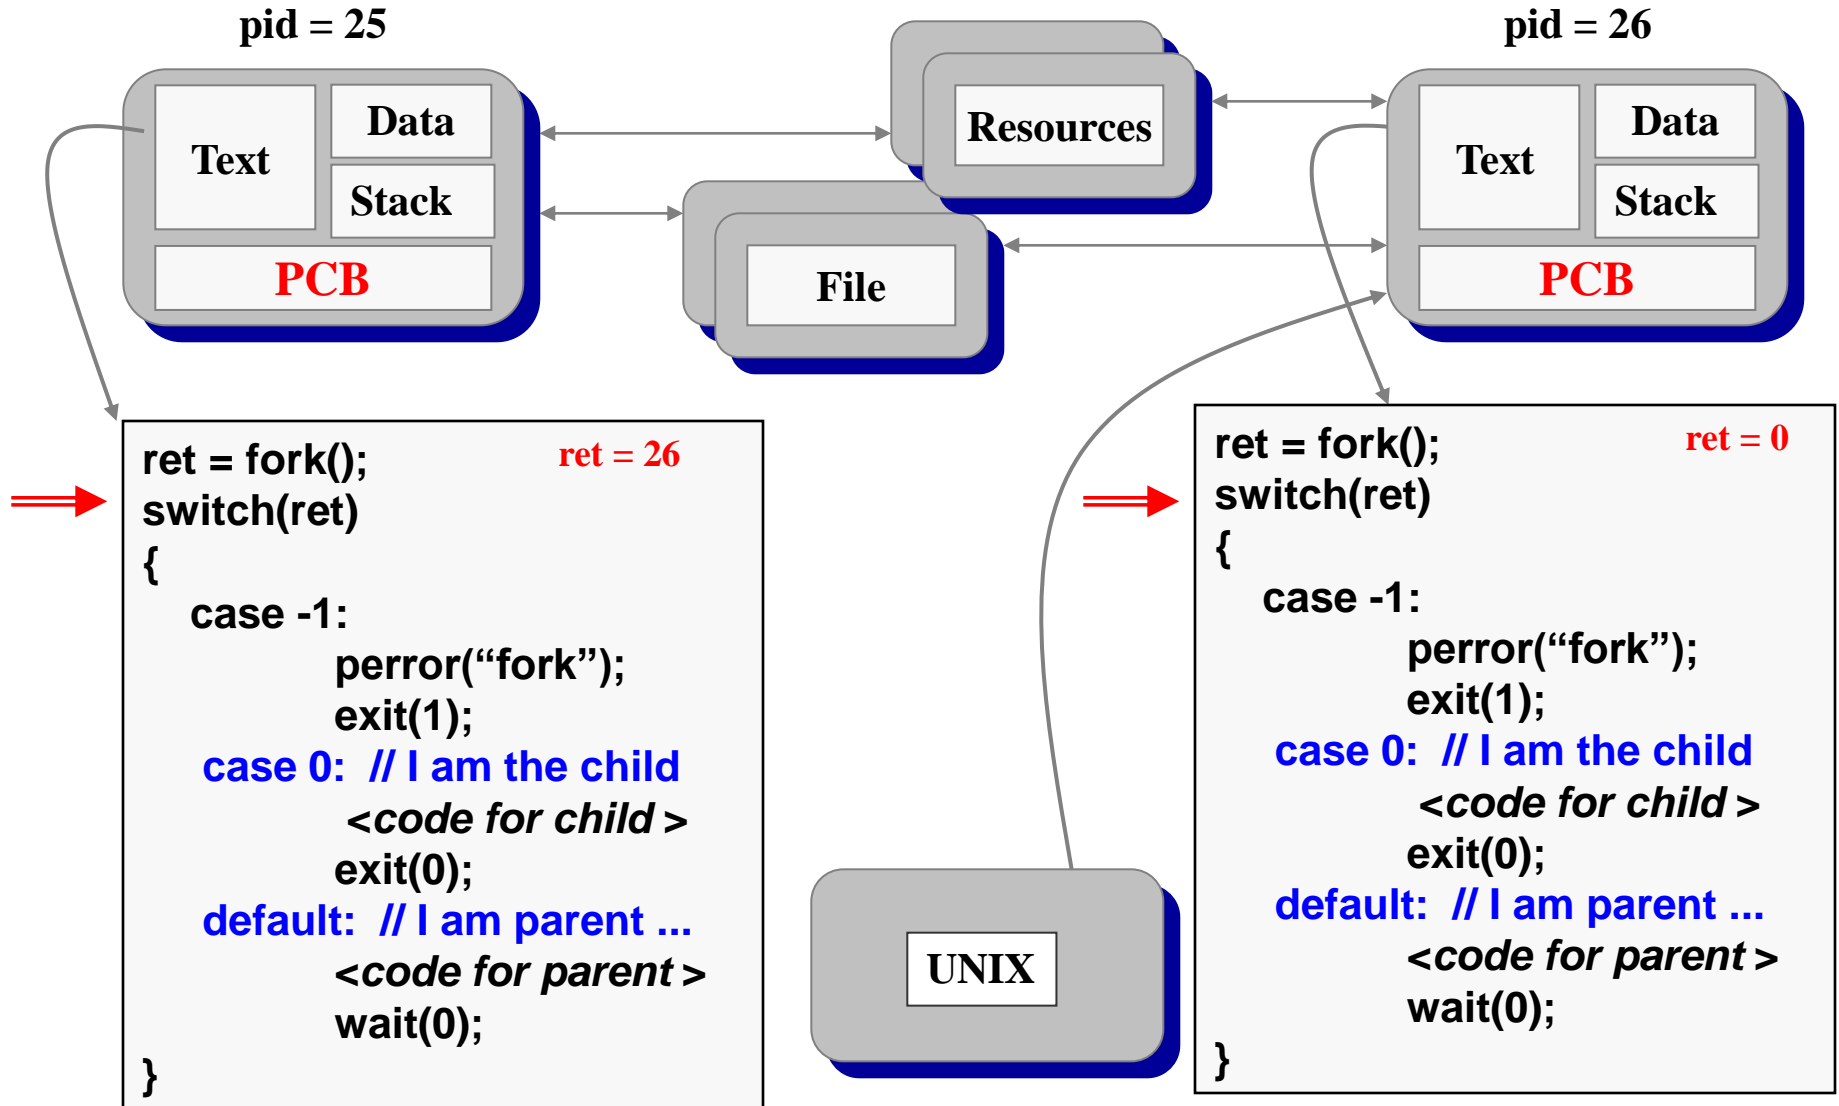 pid = 25
pid = 26
Text
Data
Stack
PCB
Resources
File
Text
Data
Stack
PCB
ret = fork();
ret = 26
switch(ret)
{
case -1:
perror(“fork”);
exit(1);
case 0: // I am the child
<code for child >
exit(0);
default: // I am parent ...
<code for parent >
wait(0);
}
UNIX
ret = fork();
ret = 0
switch(ret)
{
case -1:
perror(“fork”);
exit(1);
case 0: // I am the child
<code for child >
exit(0);
default: // I am parent ...
<code for parent >
wait(0);
}